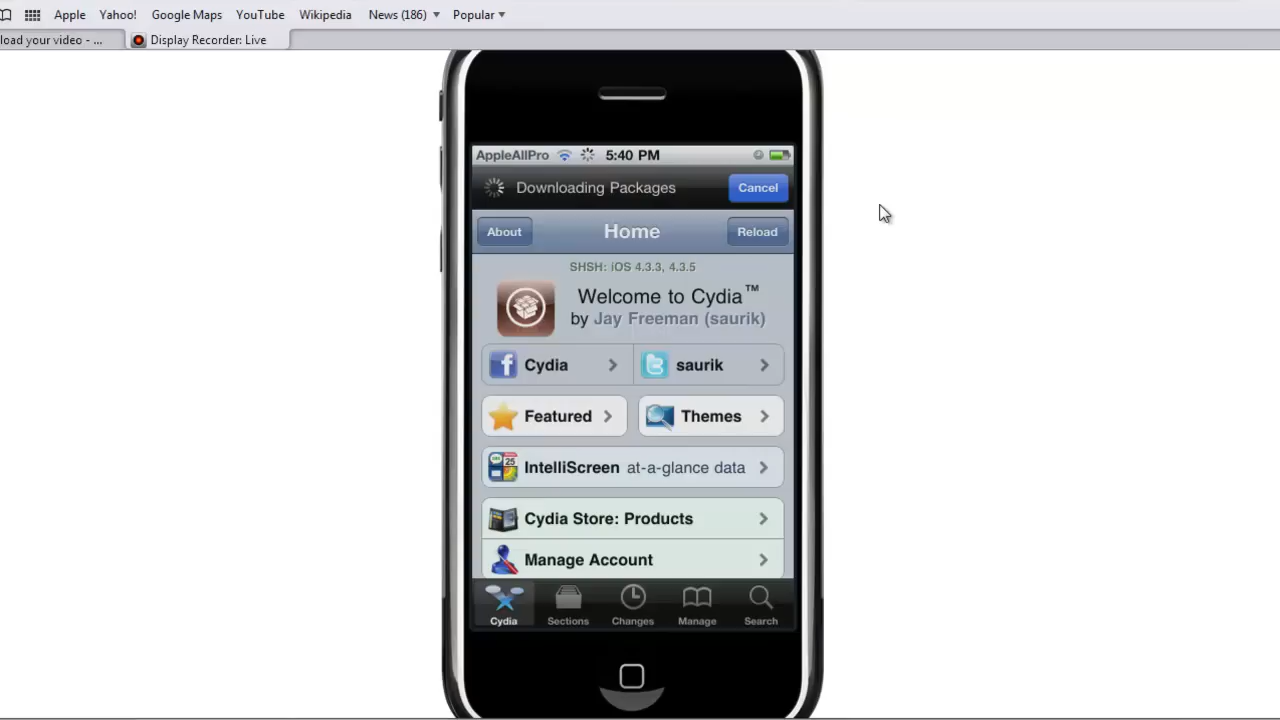 Apple Yahoo! Google Maps YouTube Wikipedia News (186) Popular
load your video - ... Display Recorder: Live
AppleAllPro 5:40 PM
Downloading Packages Cancel
About Home Reload
SHSH: iOS 4.3.3, 4.3.5
Welcome to Cydia™
by Jay Freeman (saurik)
Cydia saurik
Featured Themes
IntelliScreen at-a-glance data
Cydia Store: Products
Manage Account
Cydia Sections Changes Manage Search